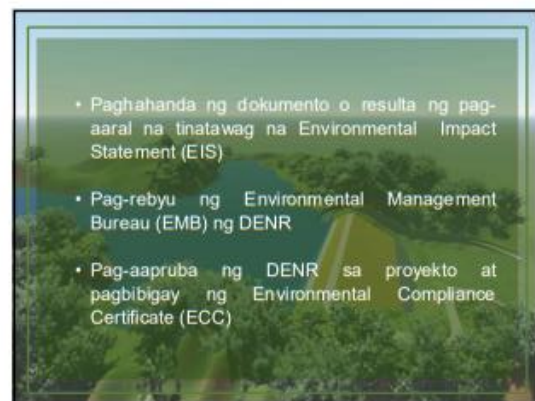 • Paghahanda ng dokumento o resulta ng pag-
aaral na tinatawag na Environmental Impact
Statement (EIS)
• Pag-rebyu ng Environmental Management
Bureau (EMB) ng DENR
• Pag-aapruba ng DENR sa proyekto at
pagbibigay ng Environmental Compliance
Certificate (ECC)